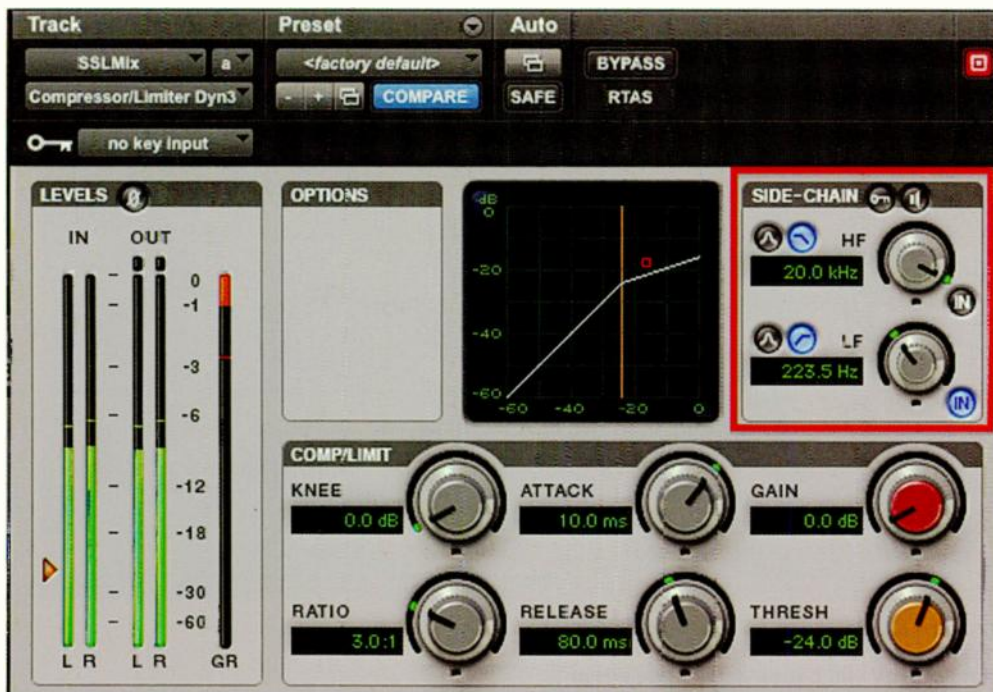 Track Preset Auto
SSLMix a <factory default> BYPASS
Compressor/Limiter Dyn3 - + COMPARE SAFE RTAS
no key input
LEVELS Ø OPTIONS dB SIDE-CHAIN
IN OUT
0 0 HF
-1 -20 20.0 kHz
IN
-3 -40 LF
-6 -60 223.5 Hz
-60 -40 -20 0 IN
-12 COMP/LIMIT
KNEE ATTACK GAIN
-18 0.0 dB 10.0 ms 0.0 dB
-30 RATIO RELEASE THRESH
-60 3.0:1 80.0 ms -24.0 dB
L R L R GR